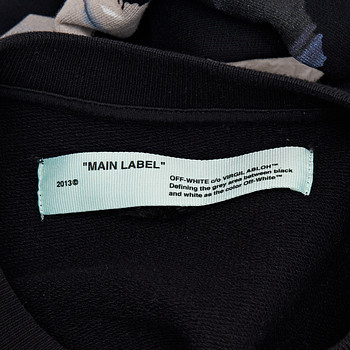 "MAIN LABEL"
2013©
OFF-WHITE c/o VIRGIL ABLOH™
Defining the grey area between black
and white as the color Off-White™